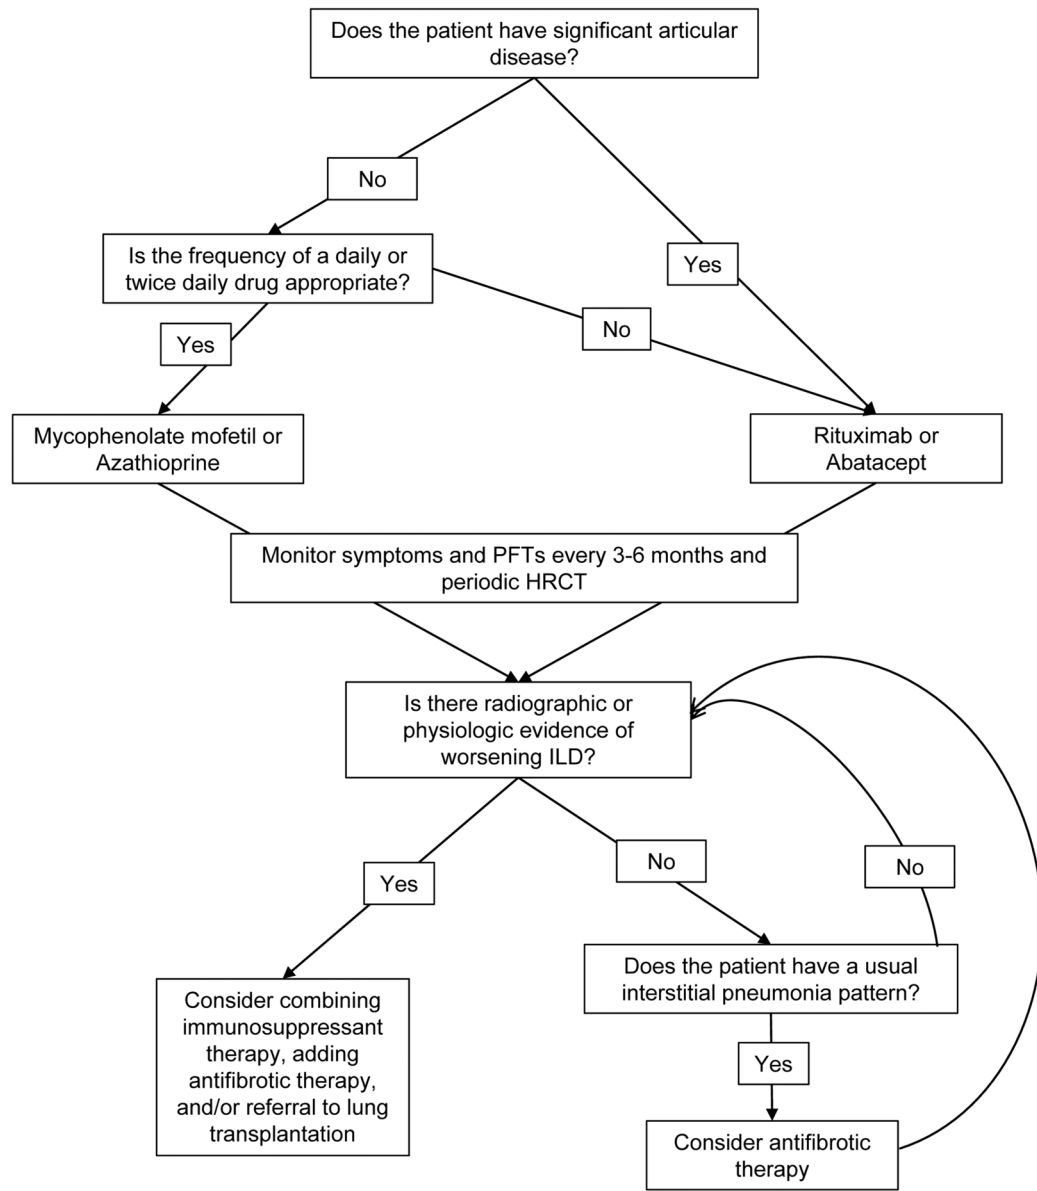 Does the patient have significant articular
disease?
No
Is the frequency of a daily or
twice daily drug appropriate?
Yes
No
Yes
Mycophenolate mofetil or
Azathioprine
Rituximab or
Abatacept
Monitor symptoms and PFTs every 3-6 months and
periodic HRCT
Is there radiographic or
physiologic evidence of
worsening ILD?
Yes
No
No
Consider combining
immunosuppressant
therapy, adding
antifibrotic therapy,
and/or referral to lung
transplantation
Does the patient have a usual
interstitial pneumonia pattern?
Yes
Consider antifibrotic
therapy